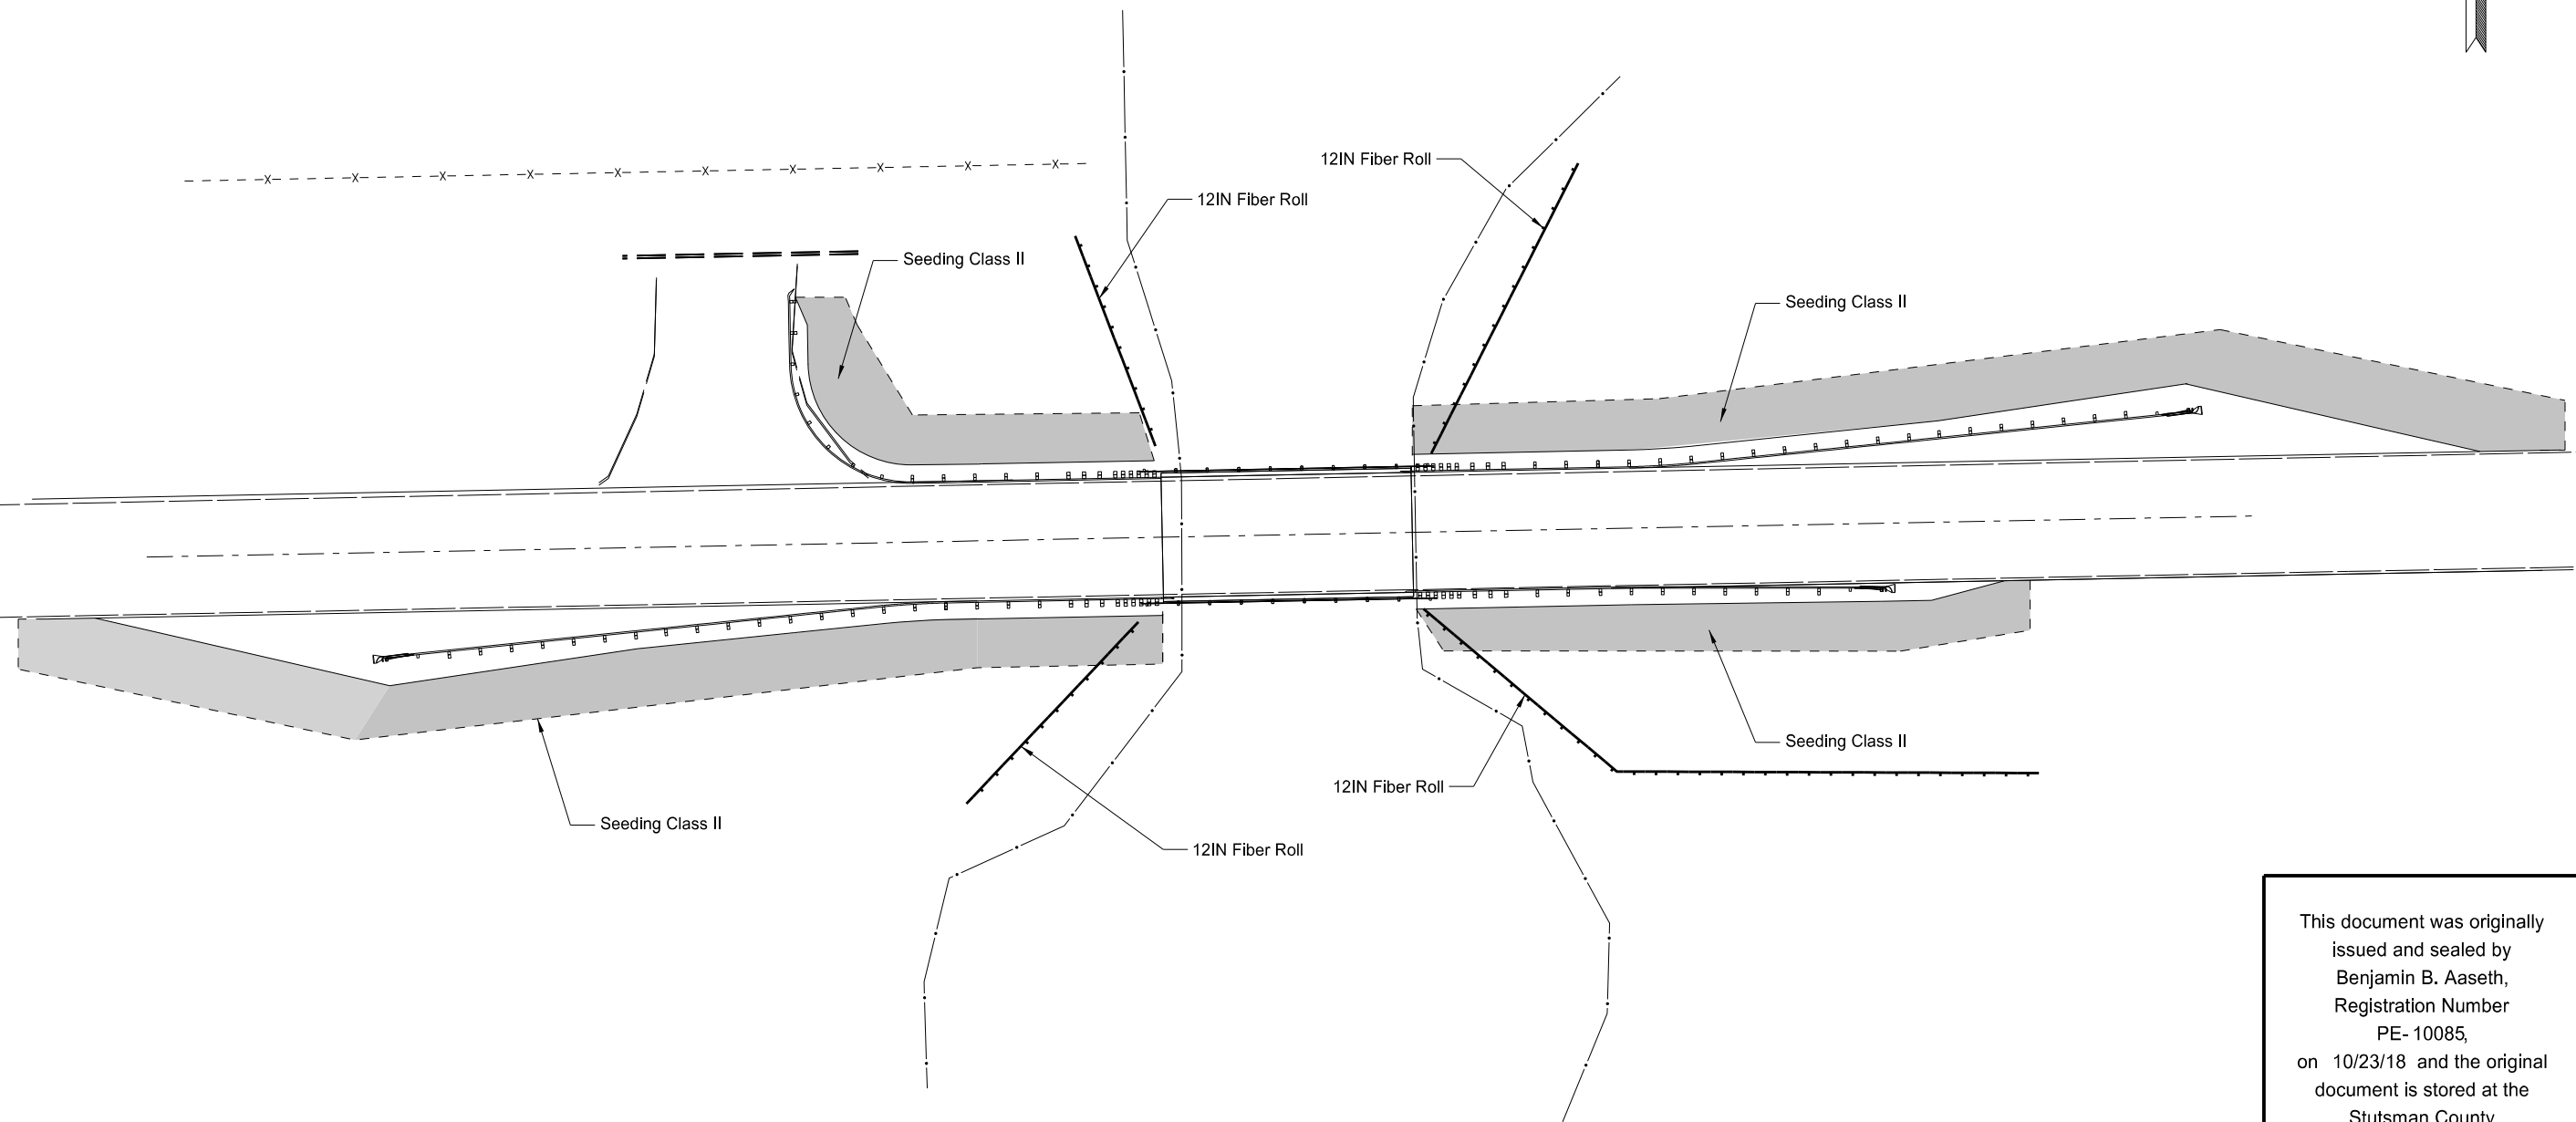 12IN Fiber Roll
12IN Fiber Roll
Seeding Class II
Seeding Class II
Seeding Class II
12IN Fiber Roll
Seeding Class II
12IN Fiber Roll
This document was originally
issued and sealed by
Benjamin B. Aaseth,
Registration Number
PE-10085,
on 10/23/18 and the original
document is stored at the
Stutsman County